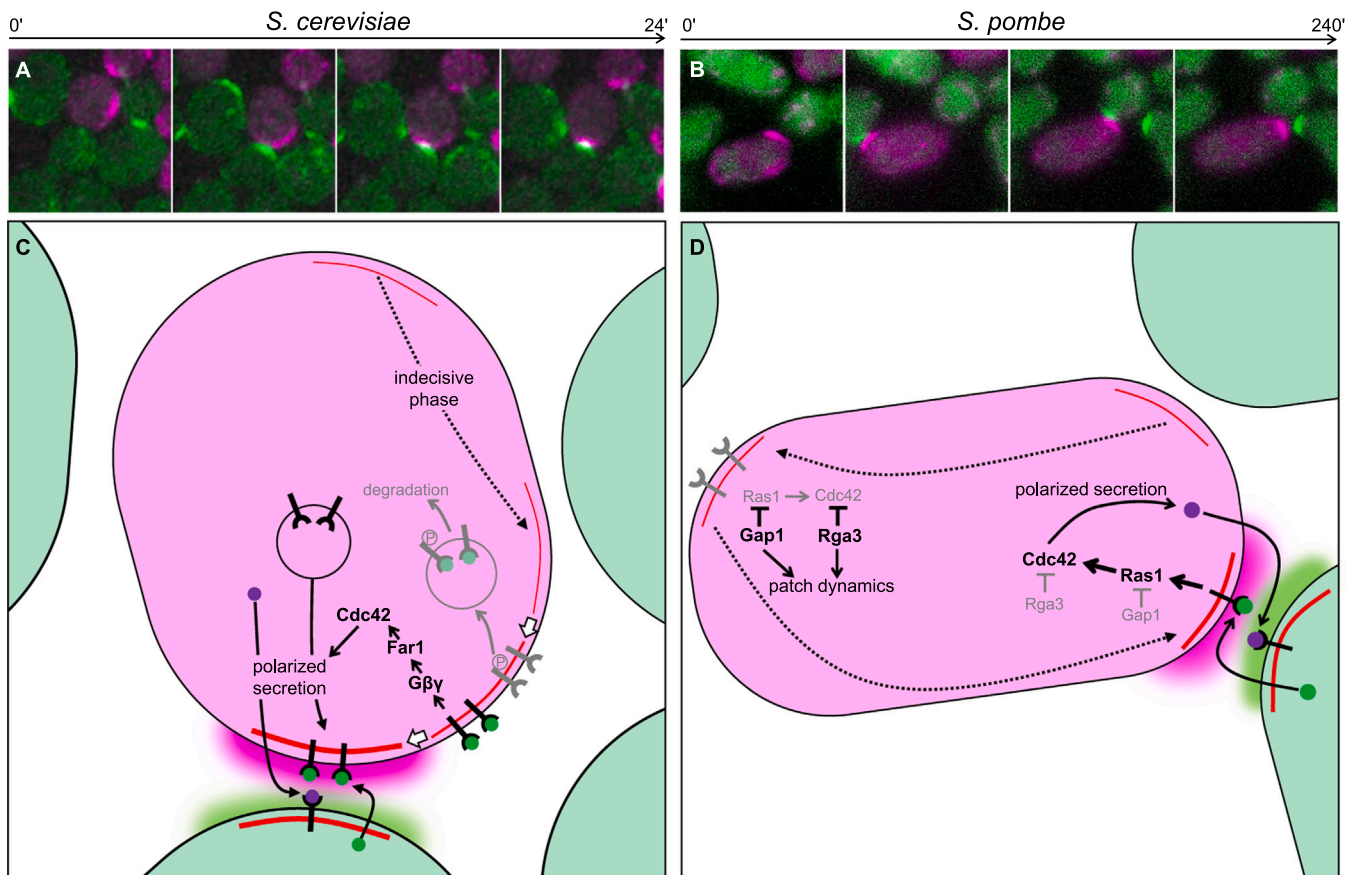 0'
S. cerevisiae
24'
0'
S. pombe
240'
A
B
C
indecisive
phase
degradation
P
P
Cdc42
Far1
Gβγ
polarized
secretion
D
polarized secretion
Ras1
Cdc42
Gap1
Rga3
patch dynamics
Cdc42
Ras1
Rga3
Gap1